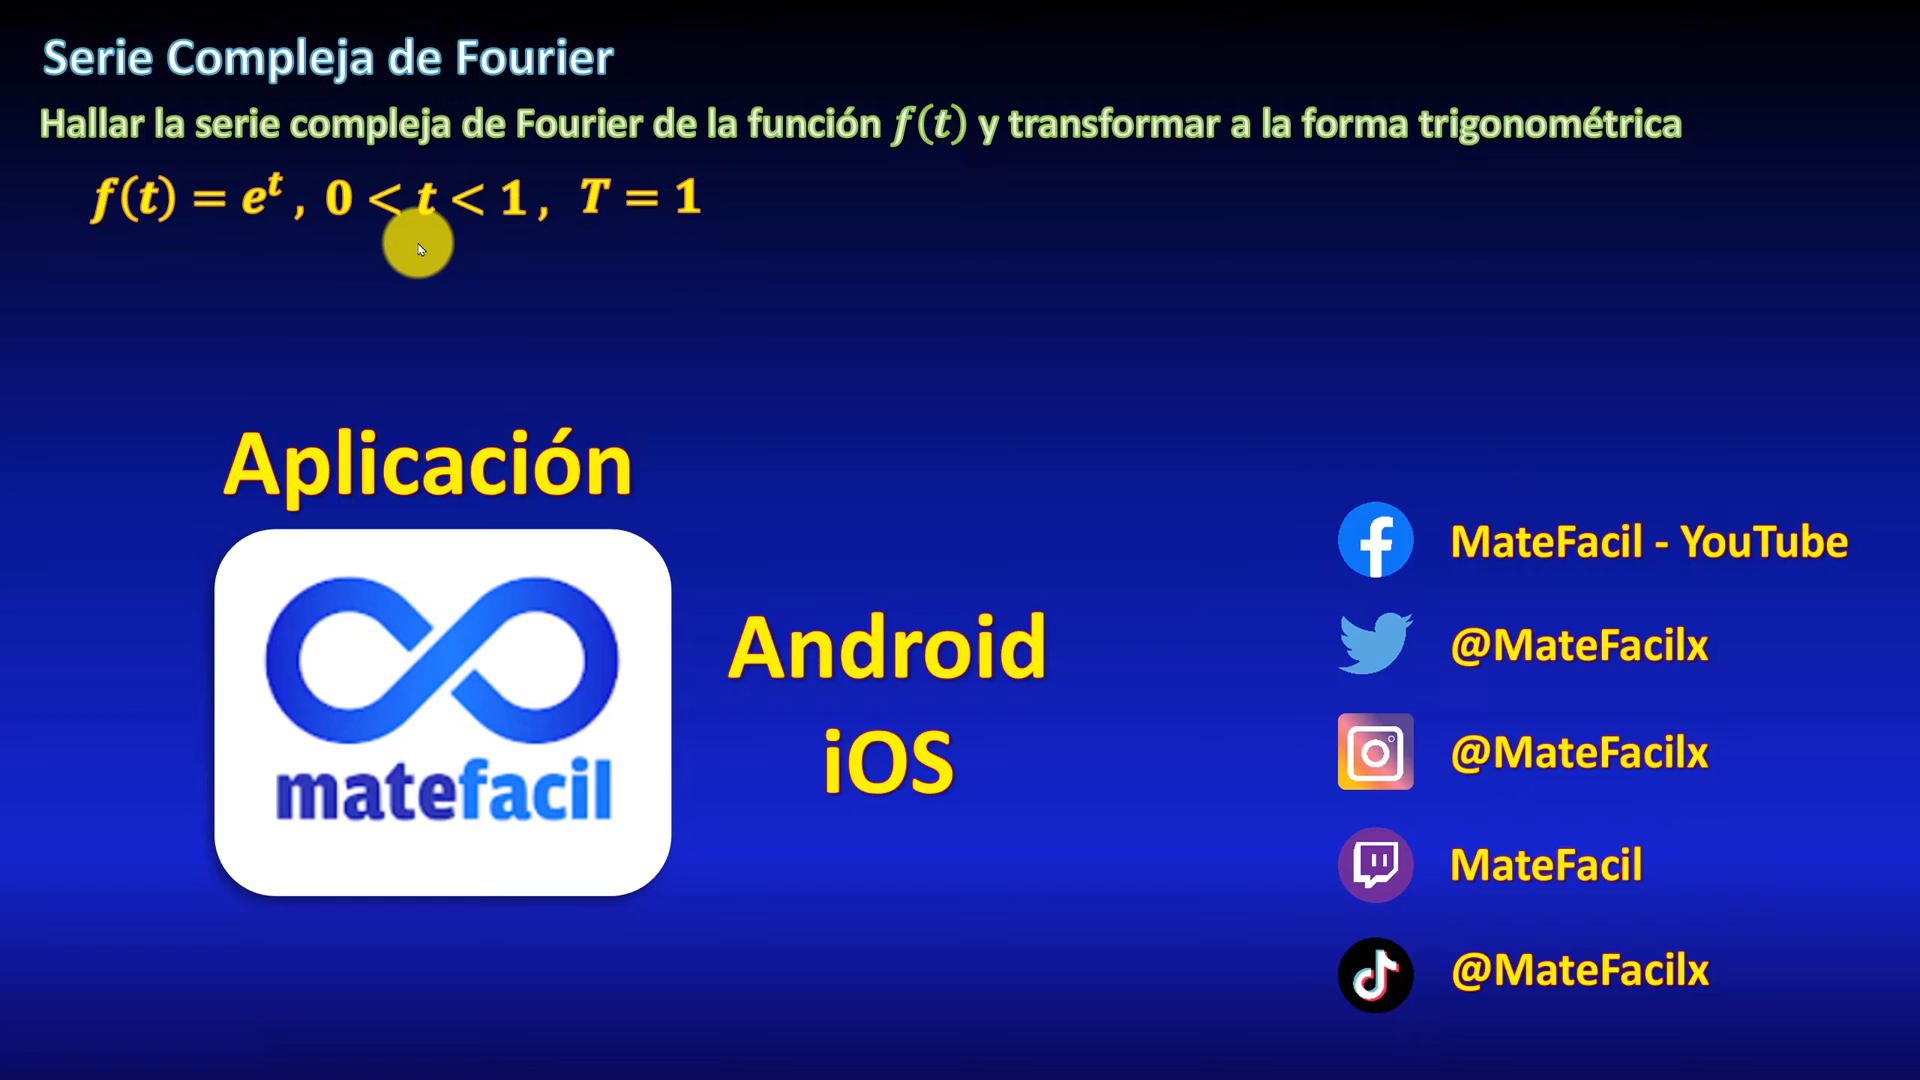 Serie Compleja de Fourier
Hallar la serie compleja de Fourier de la función f(t) y transformar a la forma trigonométrica
f(t) = e^t, 0 < t < 1, T = 1
Aplicación
matefacil
Android
iOS
MateFacil - YouTube
@MateFacilx
@MateFacilx
MateFacil
@MateFacilx